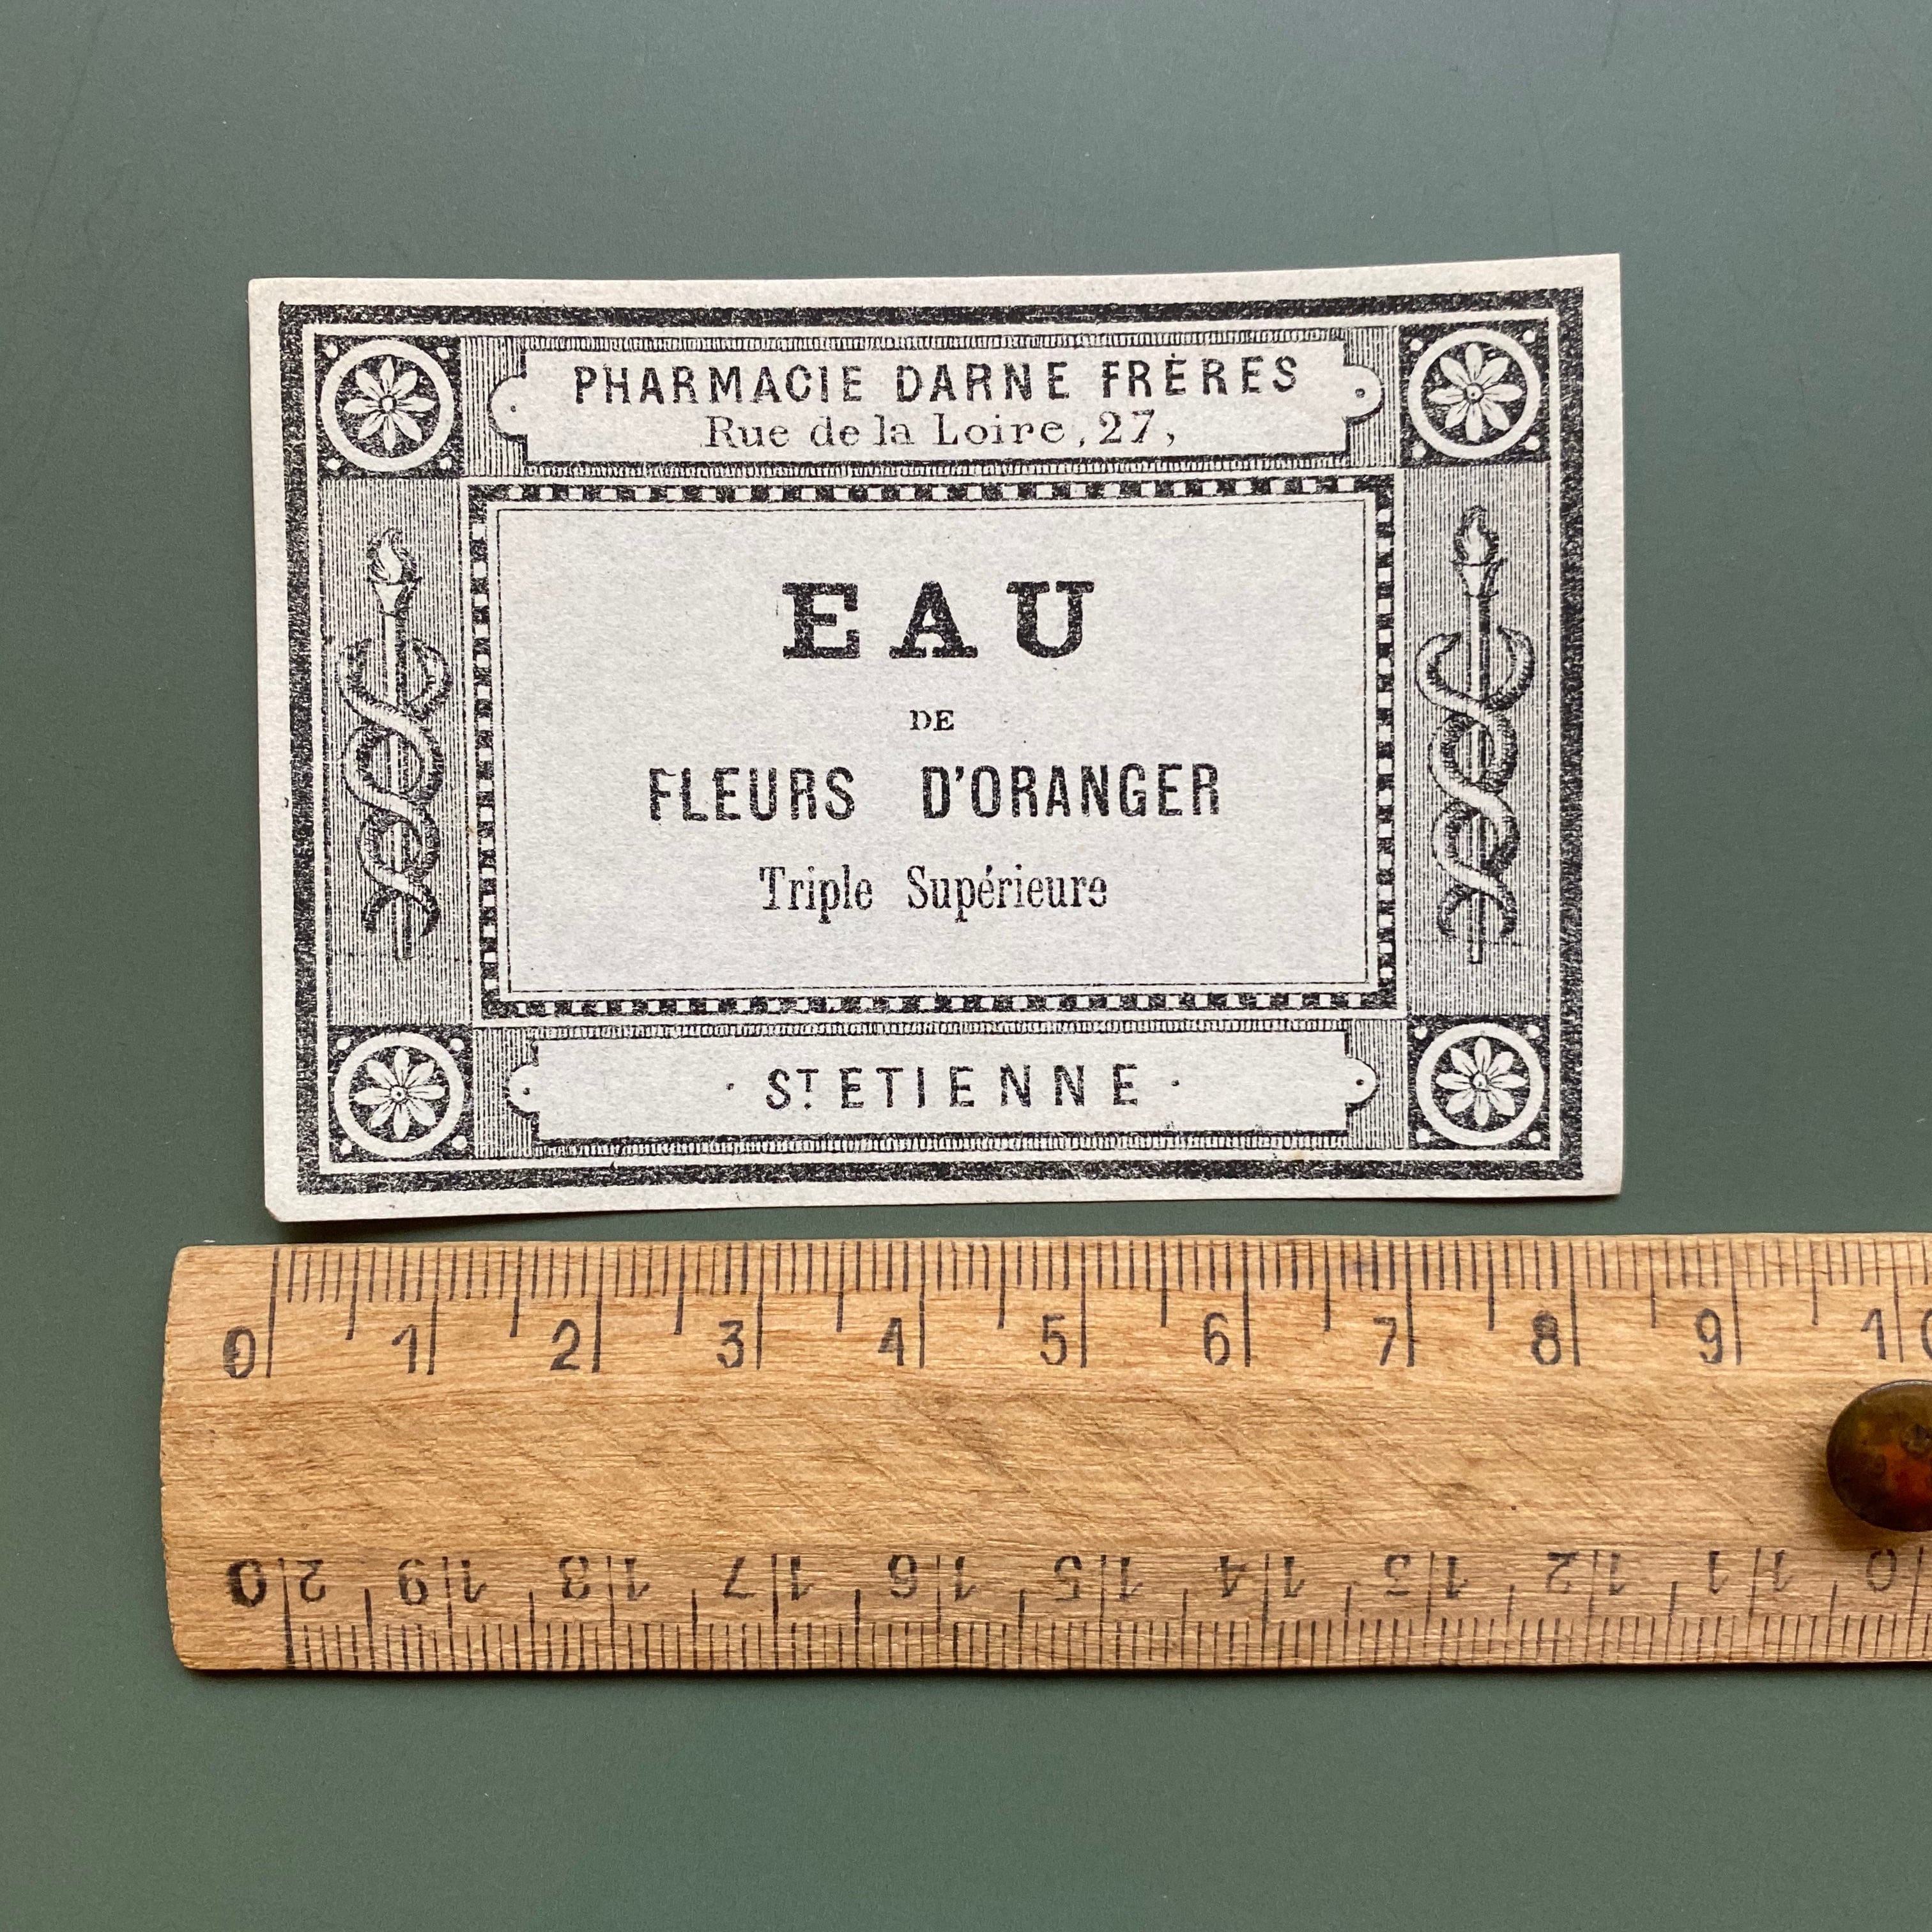 PHARMACIE DARNE FRÈRES
Rue de la Loire, 27,
EAU
DE
FLEURS D'ORANGER
Triple Supérieure
· ST ETIENNE ·
0 1 2 3 4 5 6 7 8 9 10
0 20 19 18 17 16 15 14 13 12 11 10